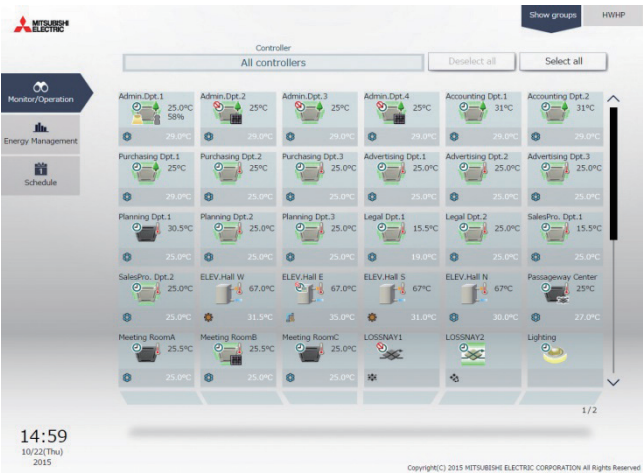 MITSUBISHI
ELECTRIC
Show groups
HWHP
Controller
All controllers
Deselect all
Select all
Monitor/Operation
Energy Management
Schedule
Admin.Dpt.1
25.0°C
58%
29.0°C
Admin.Dpt.2
25°C
29.0°C
Admin.Dpt.3
25°C
29.0°C
Admin.Dpt.4
25°C
29.0°C
Accounting Dpt.1
31°C
29.0°C
Accounting Dpt.2
31°C
29.0°C
Purchasing Dpt.1
25°C
29.0°C
Purchasing Dpt.2
25°C
25.0°C
Purchasing Dpt.3
25.0°C
25.0°C
Advertising Dpt.1
25.0°C
25.0°C
Advertising Dpt.2
25.0°C
25.0°C
Advertising Dpt.3
25.0°C
25.0°C
Planning Dpt.1
30.5°C
25.0°C
Planning Dpt.2
25.0°C
25.0°C
Planning Dpt.3
25.0°C
25.0°C
Legal Dpt.1
15.5°C
19.0°C
Legal Dpt.2
25.0°C
25.0°C
SalesPro. Dpt.1
15.5°C
25.0°C
SalesPro. Dpt.2
25.0°C
25.0°C
ELEV.Hall W
67.0°C
31.5°C
ELEV.Hall E
67.0°C
25.0°C
ELEV.Hall S
67°C
31.0°C
ELEV.Hall N
67°C
30.0°C
Passageway Center
25°C
27.0°C
Meeting RoomA
25.5°C
25.0°C
Meeting RoomB
25.5°C
25.0°C
Meeting RoomC
25.0°C
25.0°C
LOSSNAY1
LOSSNAY2
Lighting
1/2
14:59
10/22(Thu)
2015
Copyright(C) 2015 MITSUBISHI ELECTRIC CORPORATION All Rights Reserved